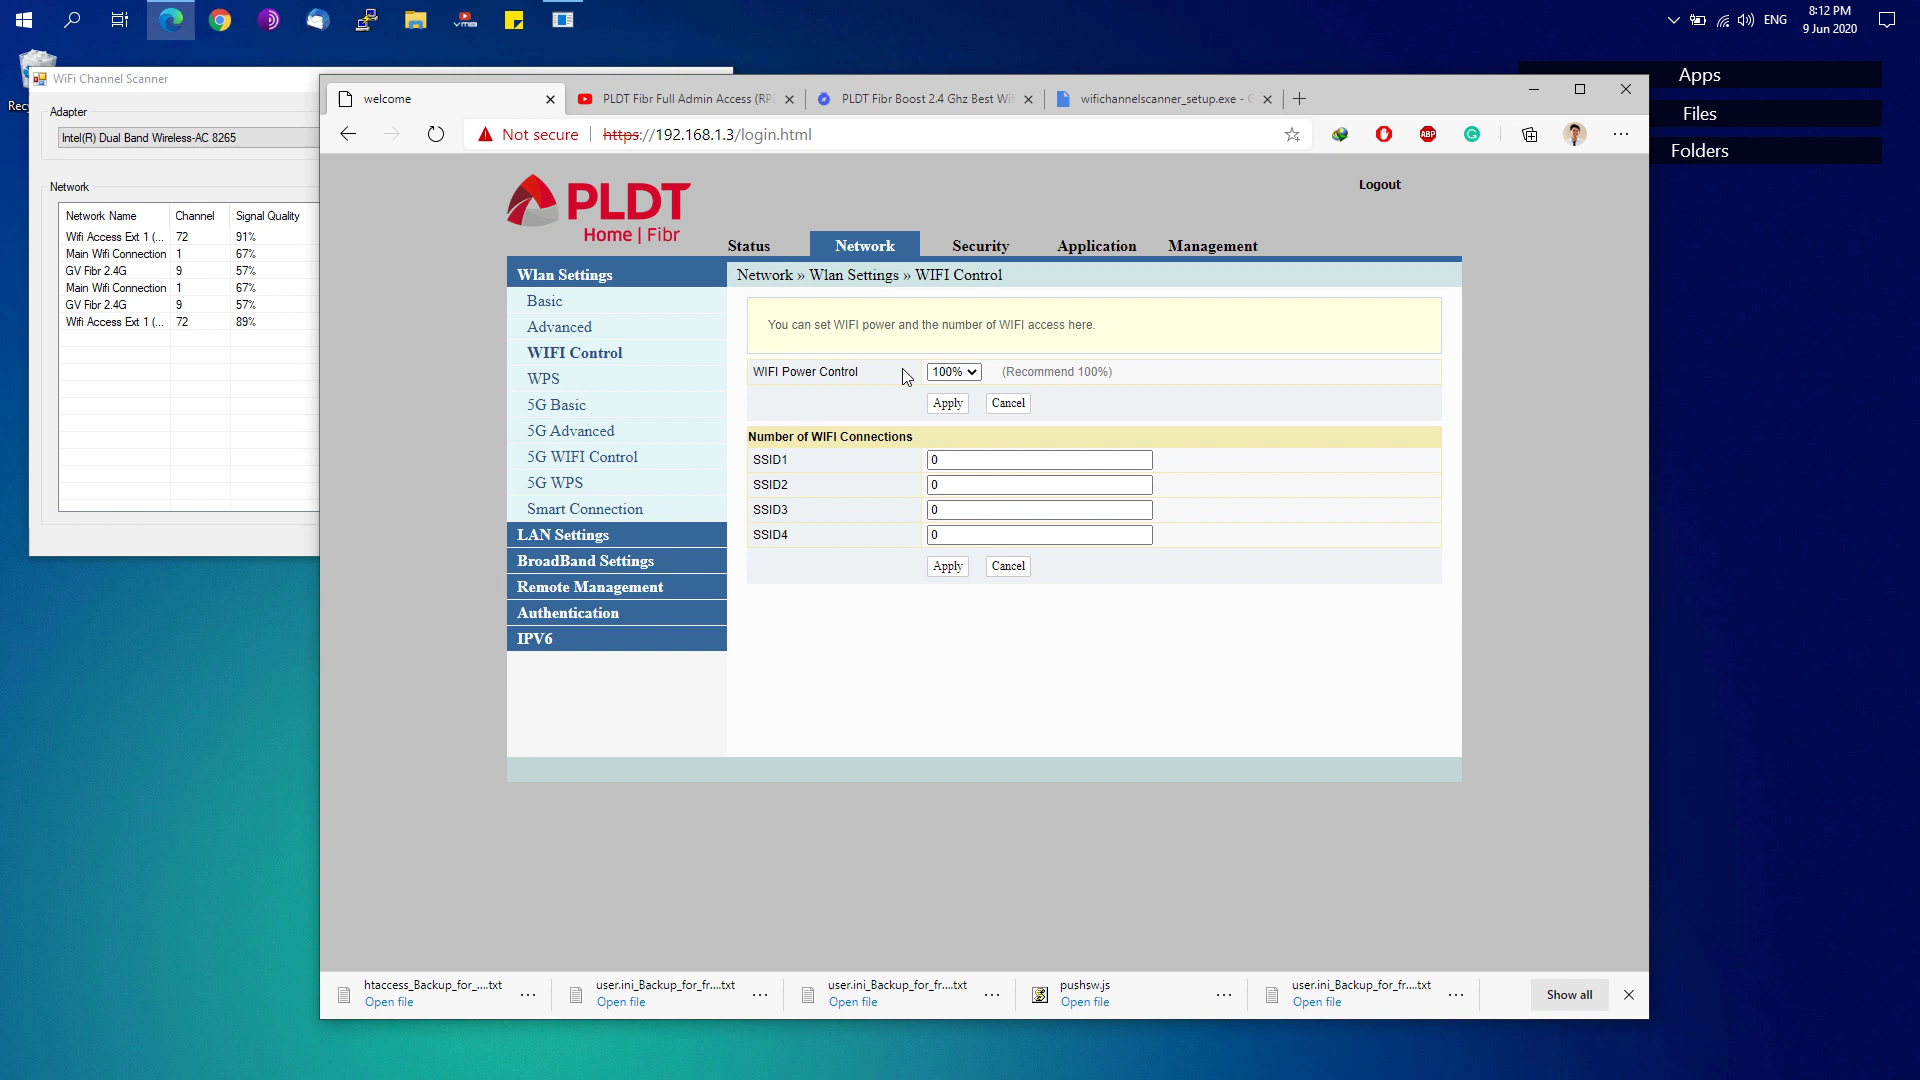 ENG
8:12 PM
9 Jun 2020
Apps
Files
Folders
WiFi Channel Scanner
Adapter
Intel(R) Dual Band Wireless-AC 8265
Network
Network Name Channel Signal Quality
Wifi Access Ext 1 (... 72 91%
Main Wifi Connection 1 67%
GV Fibr 2.4G 9 57%
Main Wifi Connection 1 67%
GV Fibr 2.4G 9 57%
Wifi Access Ext 1 (... 72 89%
welcome
PLDT Fibr Full Admin Access (RP2
PLDT Fibr Boost 2.4 Ghz Best Wif
wifichannelscanner_setup.exe - G
Not secure https://192.168.1.3/login.html
ABP
PLDT
Home | Fibr
Logout
Status Network Security Application Management
Wlan Settings
Basic
Advanced
WIFI Control
WPS
5G Basic
5G Advanced
5G WIFI Control
5G WPS
Smart Connection
LAN Settings
BroadBand Settings
Remote Management
Authentication
IPV6
Network » Wlan Settings » WIFI Control
You can set WIFI power and the number of WIFI access here.
WIFI Power Control 100% (Recommend 100%)
Apply Cancel
Number of WIFI Connections
SSID1 0
SSID2 0
SSID3 0
SSID4 0
Apply Cancel
htaccess_Backup_for_....txt
Open file
user.ini_Backup_for_fr....txt
Open file
user.ini_Backup_for_fr....txt
Open file
pushsw.js
Open file
user.ini_Backup_for_fr....txt
Open file
Show all